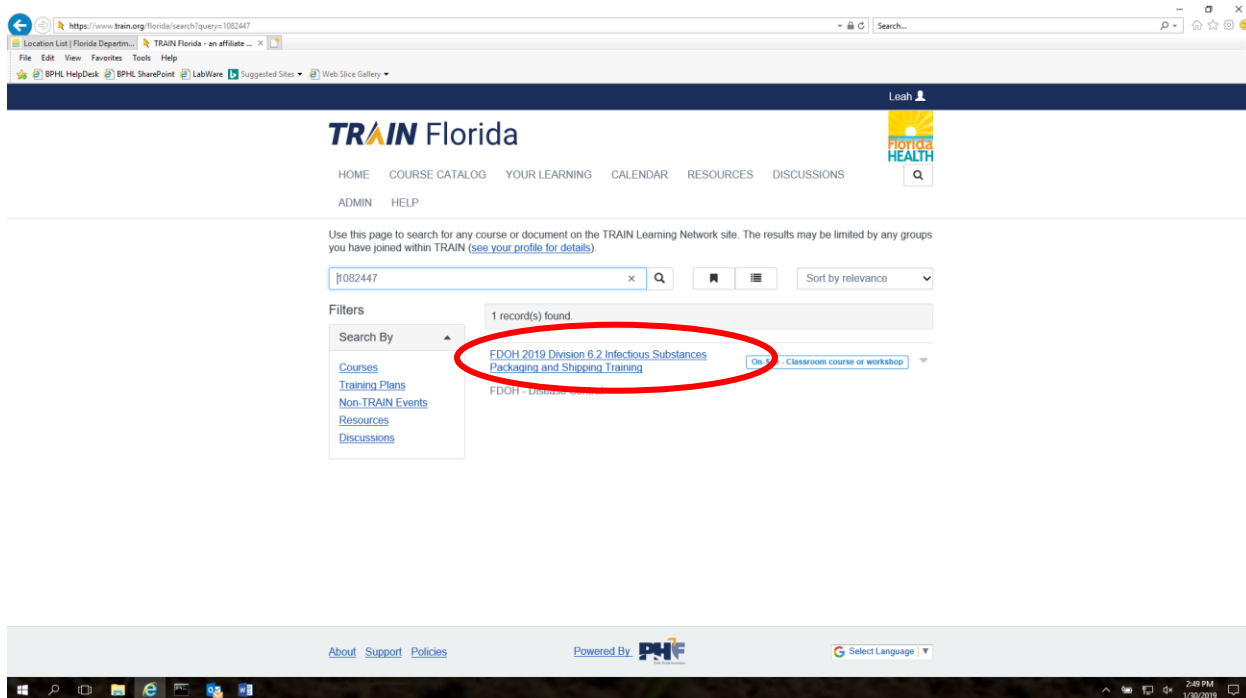 https://www.train.org/florida/search?query=1082447
Search...
Location List | Florida Departm...
TRAIN Florida - an affiliate ...
File Edit View Favorites Tools Help
BPHL HelpDesk BPHL SharePoint LabWare Suggested Sites Web Slice Gallery
Leah
TRAIN Florida
Florida
HEALTH
HOME COURSE CATALOG YOUR LEARNING CALENDAR RESOURCES DISCUSSIONS
ADMIN HELP
Use this page to search for any course or document on the TRAIN Learning Network site. The results may be limited by any groups
you have joined within TRAIN (see your profile for details).
1082447
Sort by relevance
Filters
1 record(s) found.
Search By
FDOH 2019 Division 6.2 Infectious Substances
Packaging and Shipping Training
On-Site - Classroom course or workshop
FDOH - Disease Control
Courses
Training Plans
Non-TRAIN Events
Resources
Discussions
About Support Policies
Powered By PHF
Select Language
2:49 PM
1/30/2019